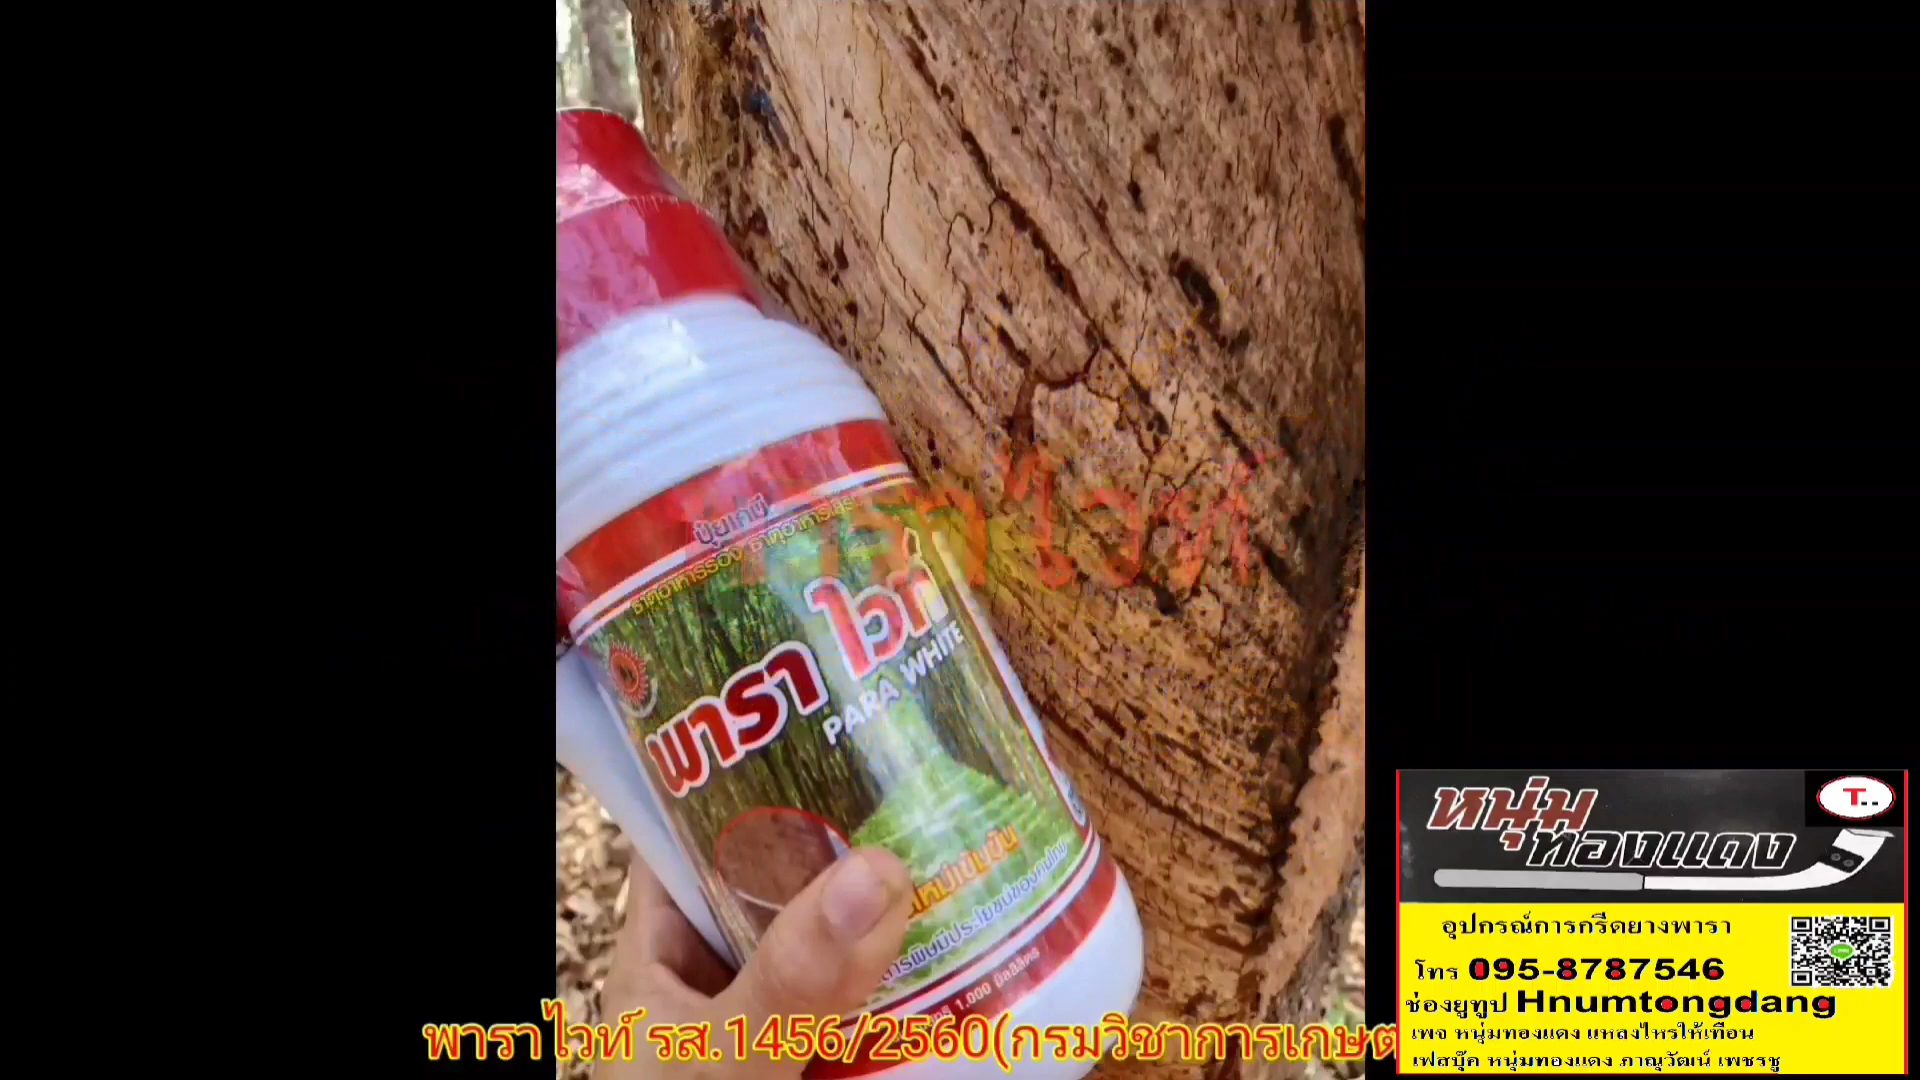 ปุ๋ยเคมี
ธาตุอาหารรอง ธาตุอาหารเสริม
พารา ไวท์
PARA WHITE
พาราไวท์
1,000 มิลลิลิตร
พาราไวท์ รส.1456/2560(กรมวิชาการเกษต
หนุ่ม
ทองแดง
T..
อุปกรณ์การกรีดยางพารา
โทร 095-8787546
ช่องยูทูป Hnumtongdang
เพจ หนุ่มทองแดง แหลงไหรให้เทือน
เฟสบุ๊ค หนุ่มทองแดง ภาณุวัฒน์ เพชรชู